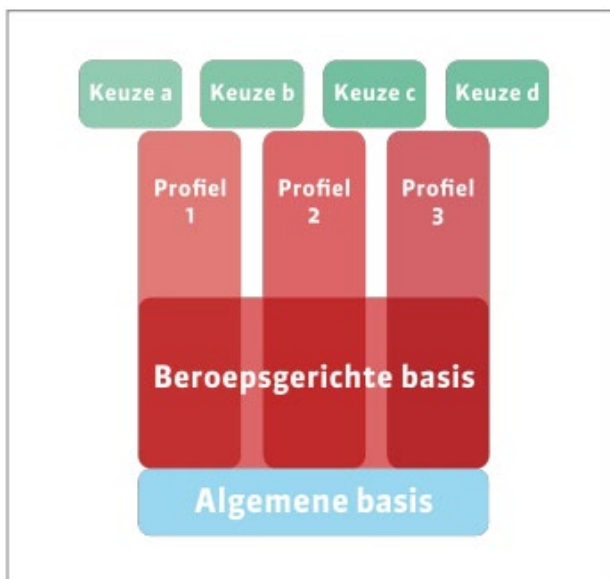 Keuze a Keuze b Keuze c Keuze d
Profiel 1
Profiel 2
Profiel 3
Beroepsgerichte basis
Algemene basis